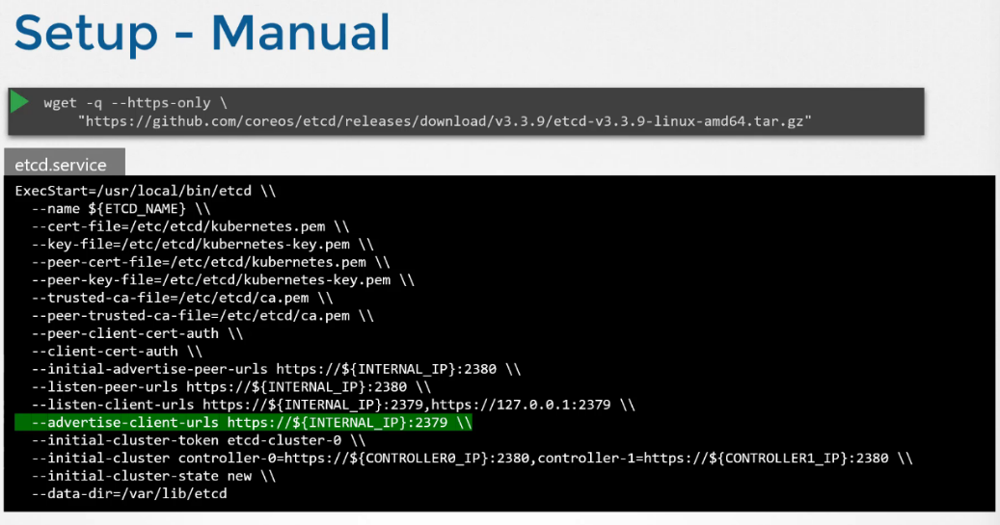 Setup - Manual
wget -q --https-only \
"https://github.com/coreos/etcd/releases/download/v3.3.9/etcd-v3.3.9-linux-amd64.tar.gz"
etcd.service
ExecStart=/usr/local/bin/etcd \\
--name ${ETCD_NAME} \\
--cert-file=/etc/etcd/kubernetes.pem \\
--key-file=/etc/etcd/kubernetes-key.pem \\
--peer-cert-file=/etc/etcd/kubernetes.pem \\
--peer-key-file=/etc/etcd/kubernetes-key.pem \\
--trusted-ca-file=/etc/etcd/ca.pem \\
--peer-trusted-ca-file=/etc/etcd/ca.pem \\
--peer-client-cert-auth \\
--client-cert-auth \\
--initial-advertise-peer-urls https://${INTERNAL_IP}:2380 \\
--listen-peer-urls https://${INTERNAL_IP}:2380 \\
--listen-client-urls https://${INTERNAL_IP}:2379,https://127.0.0.1:2379 \\
--advertise-client-urls https://${INTERNAL_IP}:2379 \\
--initial-cluster-token etcd-cluster-0 \\
--initial-cluster controller-0=https://${CONTROLLER0_IP}:2380,controller-1=https://${CONTROLLER1_IP}:2380 \\
--initial-cluster-state new \\
--data-dir=/var/lib/etcd